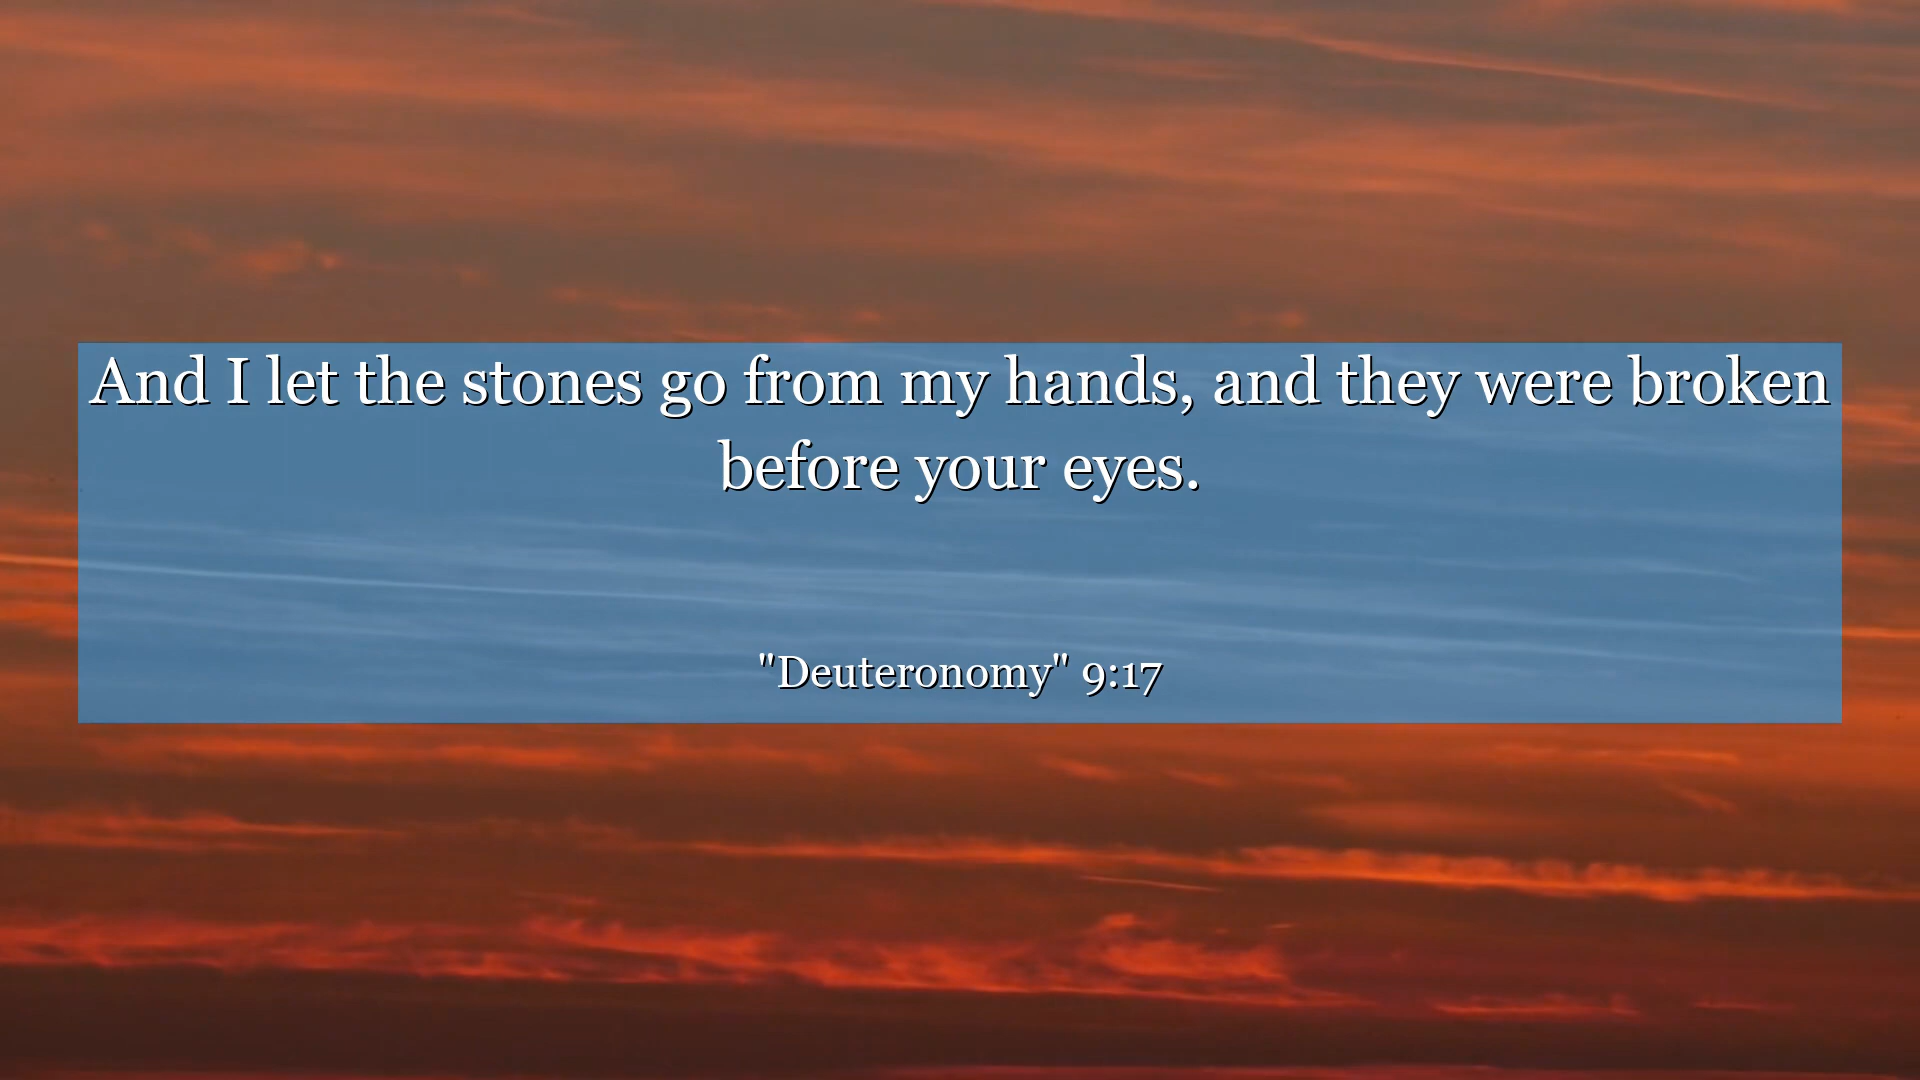 And I let the stones go from my hands, and they were broken
before your eyes.
"Deuteronomy" 9:17